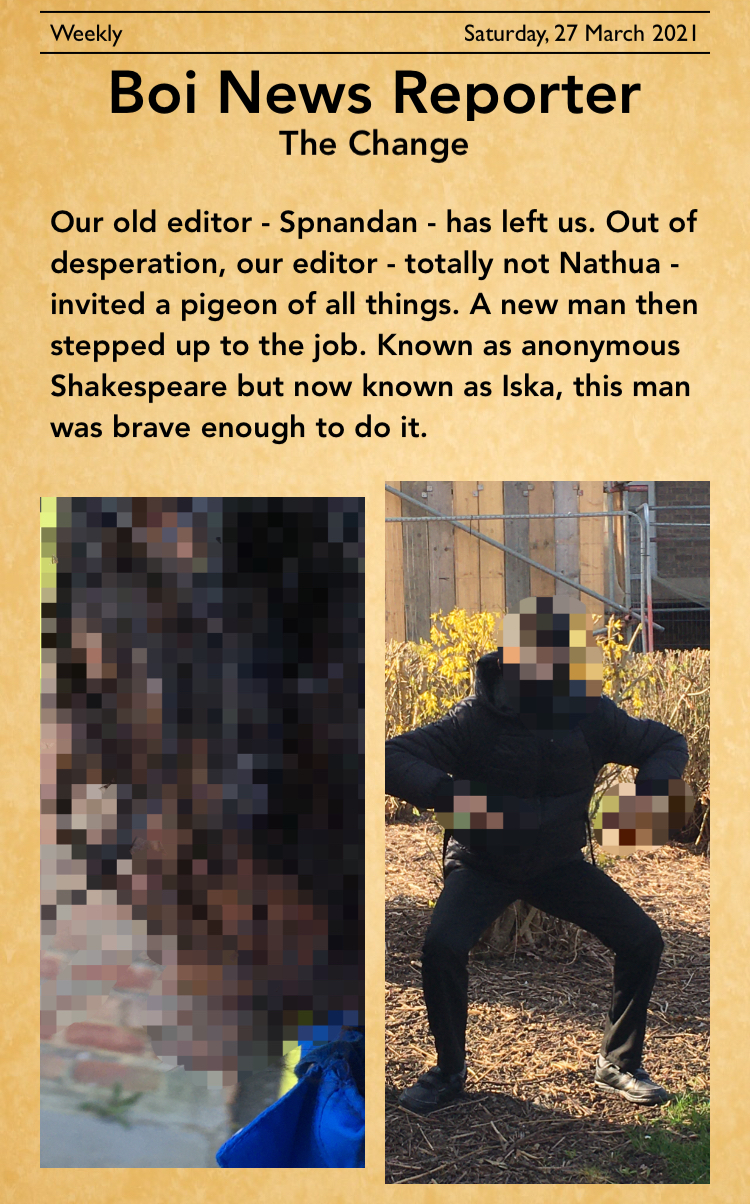 Weekly
Saturday, 27 March 2021
Boi News Reporter
The Change
Our old editor - Spnandan - has left us. Out of
desperation, our editor - totally not Nathua -
invited a pigeon of all things. A new man then
stepped up to the job. Known as anonymous
Shakespeare but now known as Iska, this man
was brave enough to do it.